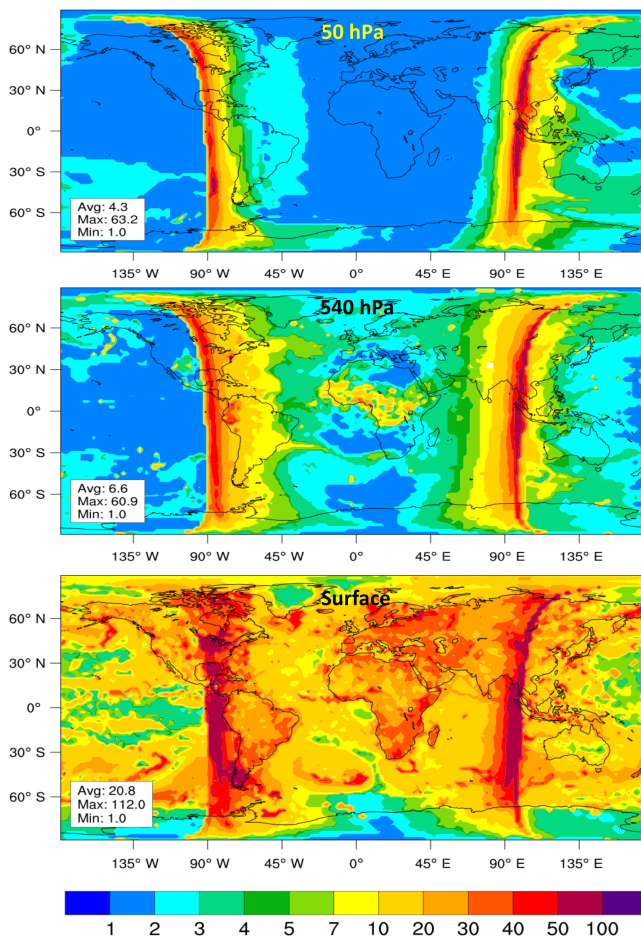 50 hPa
60° N
30° N
0°
30° S
60° S
Avg: 4.3
Max: 63.2
Min: 1.0
135° W 90° W 45° W 0° 45° E 90° E 135° E
540 hPa
60° N
30° N
0°
30° S
60° S
Avg: 6.6
Max: 60.9
Min: 1.0
135° W 90° W 45° W 0° 45° E 90° E 135° E
Surface
60° N
30° N
0°
30° S
60° S
Avg: 20.8
Max: 112.0
Min: 1.0
135° W 90° W 45° W 0° 45° E 90° E 135° E
1 2 3 4 5 7 10 20 30 40 50 100